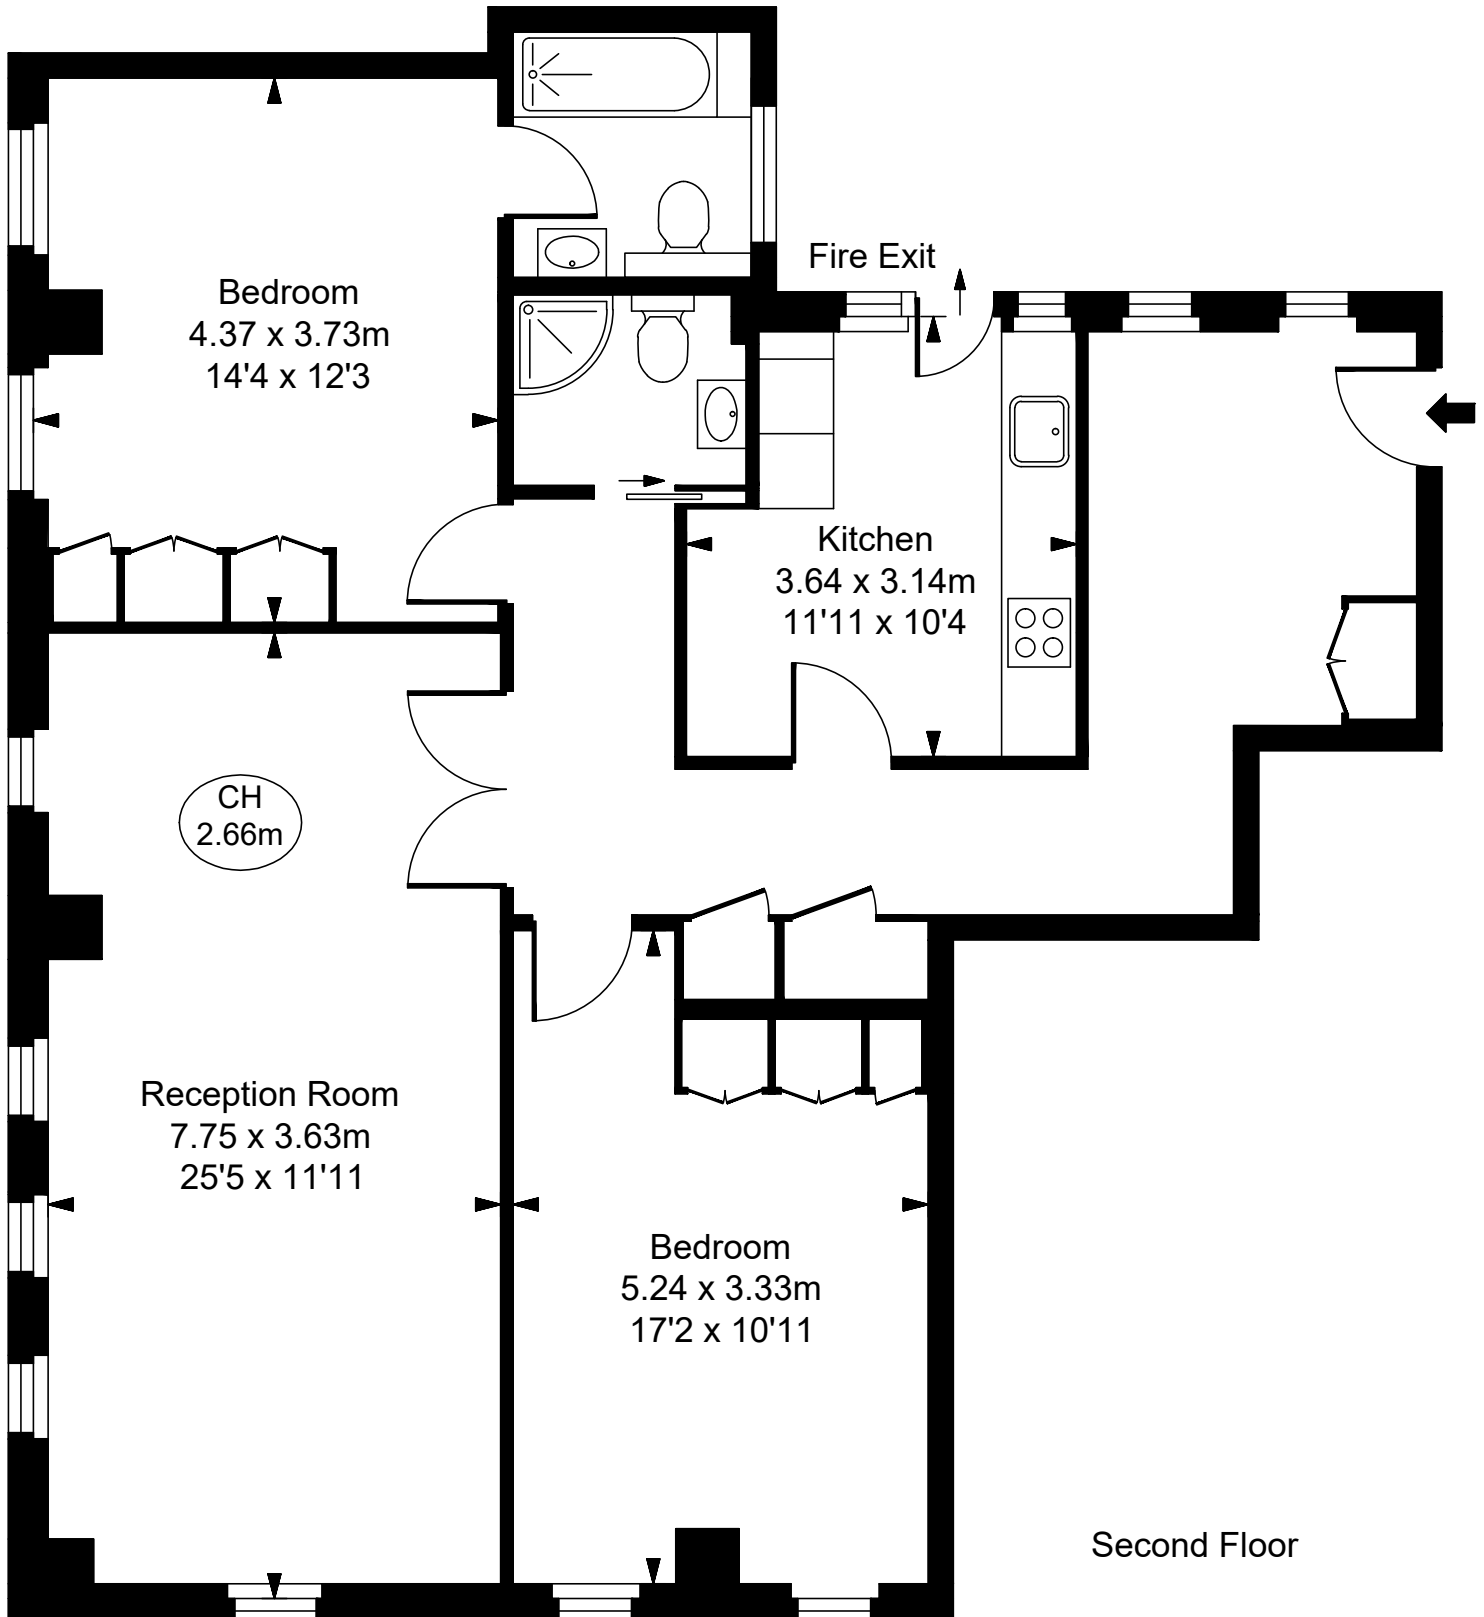 Fire Exit
Bedroom
4.37 x 3.73m
14'4 x 12'3
Kitchen
3.64 x 3.14m
11'11 x 10'4
CH
2.66m
Reception Room
7.75 x 3.63m
25'5 x 11'11
Bedroom
5.24 x 3.33m
17'2 x 10'11
Second Floor